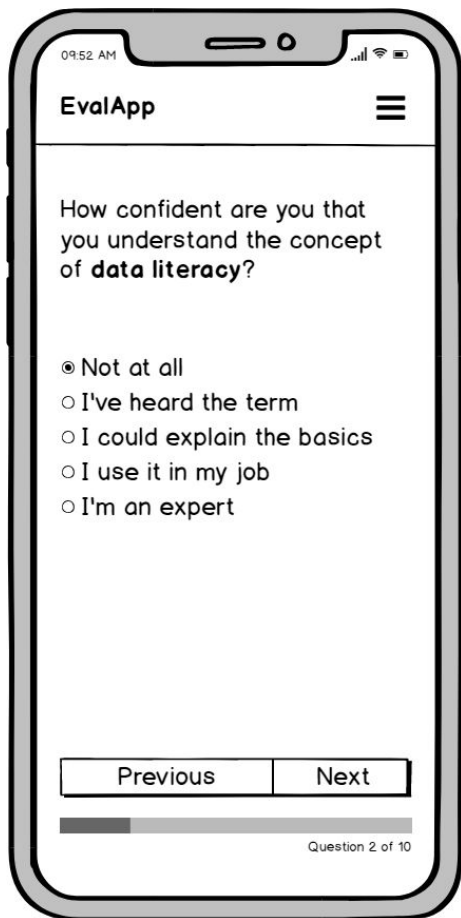 09:52 AM
EvalApp
How confident are you that
you understand the concept
of data literacy?
Not at all
I've heard the term
I could explain the basics
I use it in my job
I'm an expert
Previous Next
Question 2 of 10